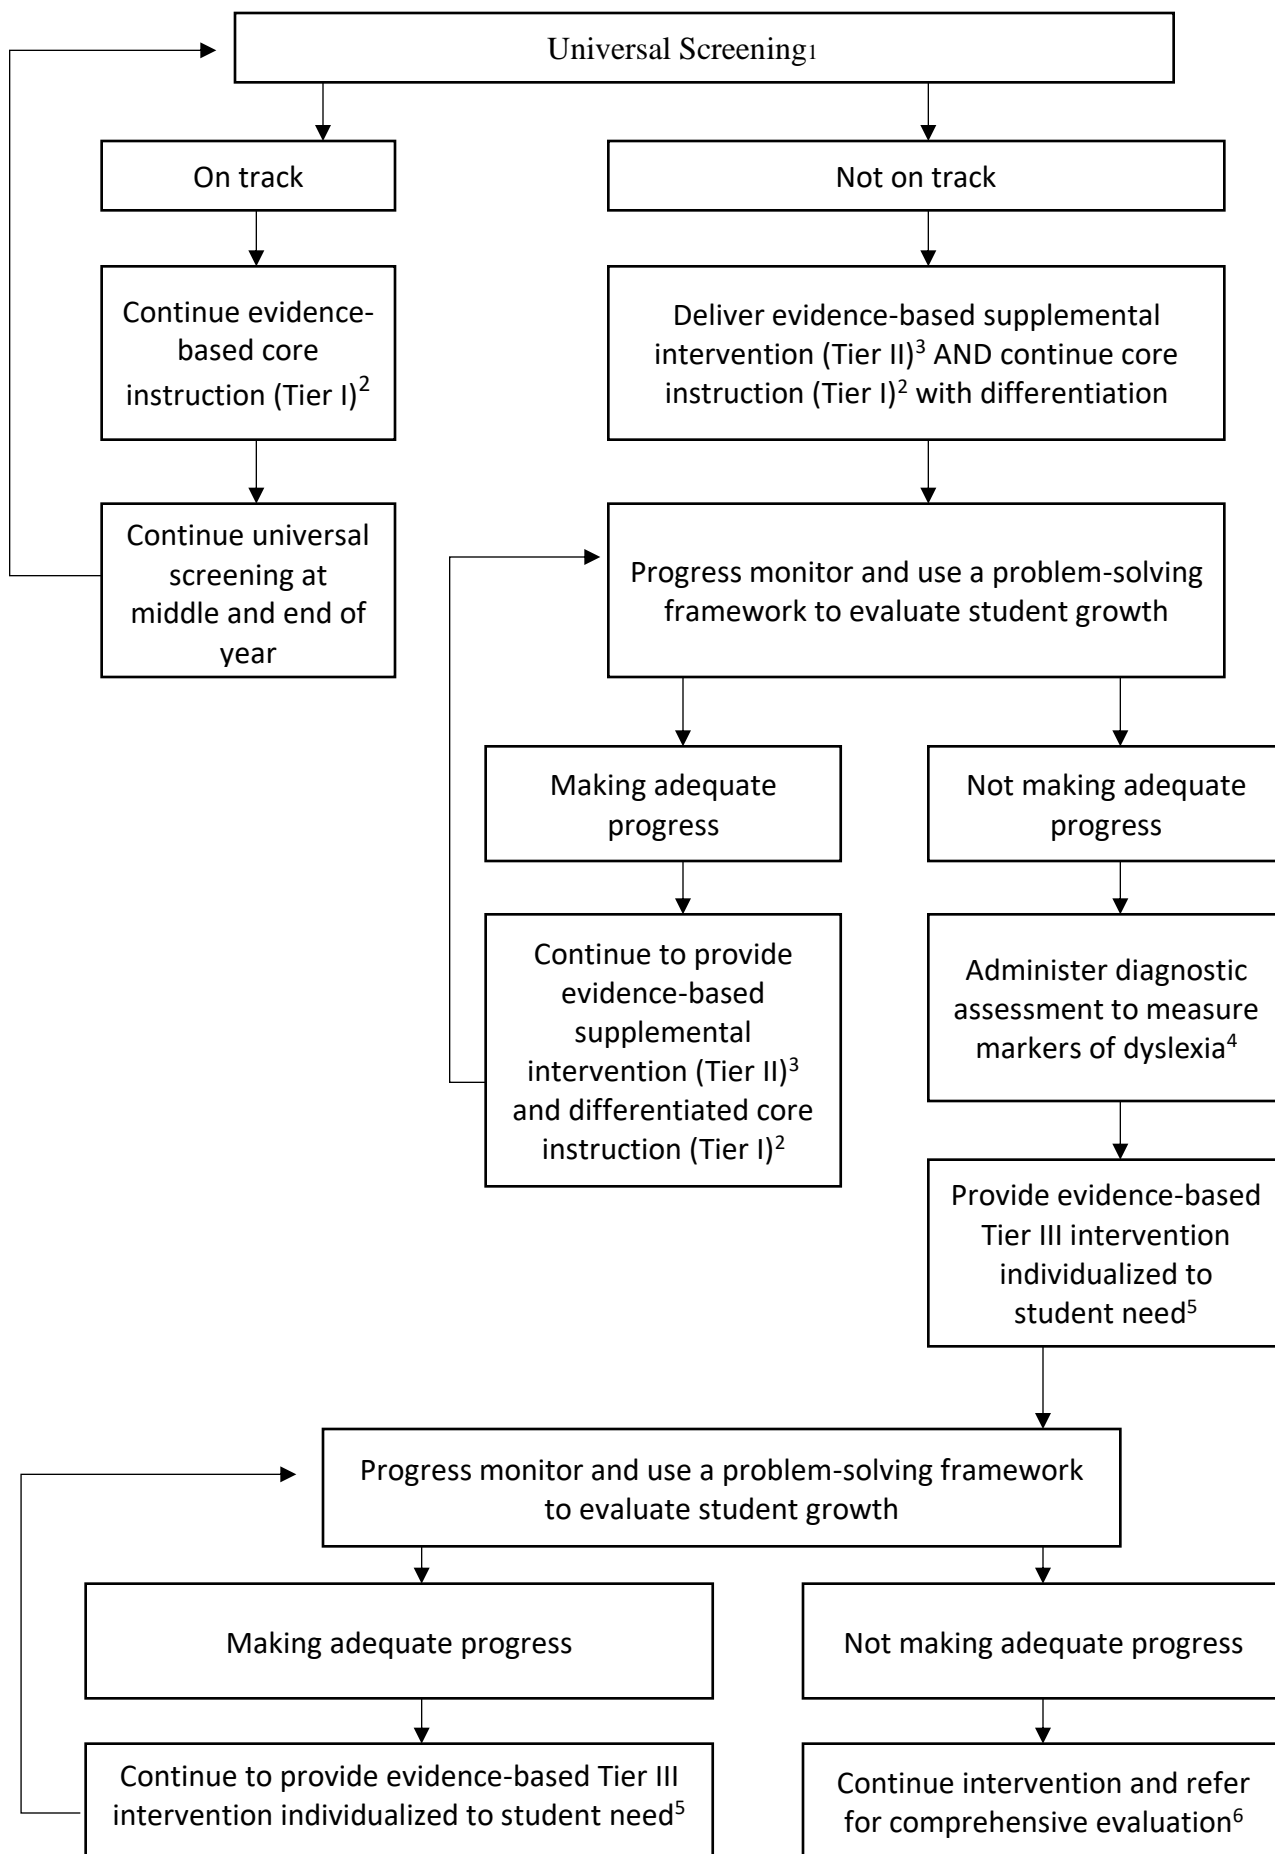 Universal Screening1
On track
Not on track
Continue evidence-
based core
instruction (Tier I)2
Deliver evidence-based supplemental
intervention (Tier II)3 AND continue core
instruction (Tier I)2 with differentiation
Continue universal
screening at
middle and end of
year
Progress monitor and use a problem-solving
framework to evaluate student growth
Making adequate
progress
Not making adequate
progress
Continue to provide
evidence-based
supplemental
intervention (Tier II)3
and differentiated core
instruction (Tier I)2
Administer diagnostic
assessment to measure
markers of dyslexia4
Provide evidence-based
Tier III intervention
individualized to
student need5
Progress monitor and use a problem-solving framework
to evaluate student growth
Making adequate progress
Not making adequate progress
Continue to provide evidence-based Tier III
intervention individualized to student need5
Continue intervention and refer
for comprehensive evaluation6